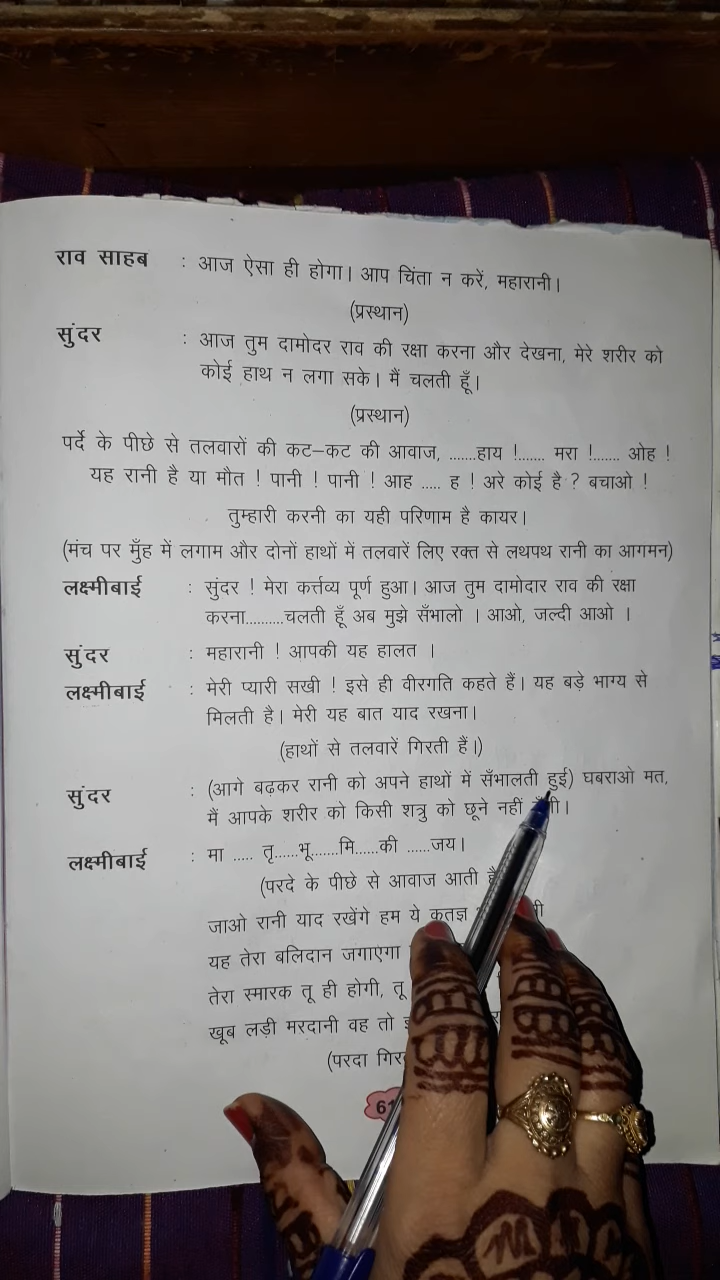 राव साहब : आज ऐसा ही होगा। आप चिंता न करें, महारानी।
(प्रस्थान)
सुंदर : आज तुम दामोदर राव की रक्षा करना और देखना, मेरे शरीर को
कोई हाथ न लगा सके। मैं चलती हूँ।
(प्रस्थान)
पर्दे के पीछे से तलवारों की कट–कट की आवाज, .......हाय !...... मरा !....... ओह !
यह रानी है या मौत ! पानी ! पानी ! आह ..... ह ! अरे कोई है ? बचाओ !
तुम्हारी करनी का यही परिणाम है कायर।
(मंच पर मुँह में लगाम और दोनों हाथों में तलवारें लिए रक्त से लथपथ रानी का आगमन)
लक्ष्मीबाई : सुंदर ! मेरा कर्त्तव्य पूर्ण हुआ। आज तुम दामोदार राव की रक्षा
करना..........चलती हूँ अब मुझे सँभालो । आओ, जल्दी आओ ।
सुंदर : महारानी ! आपकी यह हालत ।
लक्ष्मीबाई : मेरी प्यारी सखी ! इसे ही वीरगति कहते हैं। यह बड़े भाग्य से
मिलती है। मेरी यह बात याद रखना।
(हाथों से तलवारें गिरती हैं।)
सुंदर : (आगे बढ़कर रानी को अपने हाथों में सँभालती हुई) घबराओ मत,
मैं आपके शरीर को किसी शत्रु को छूने नहीं
लक्ष्मीबाई : मा ..... तृ......भू.......मि......की ......जय।
(परदे के पीछे से आवाज आती
जाओ रानी याद रखेंगे हम ये कृतज्ञ
यह तेरा बलिदान जगाएगा
तेरा स्मारक तू ही होगी, तू
खूब लड़ी मरदानी वह तो
(परदा